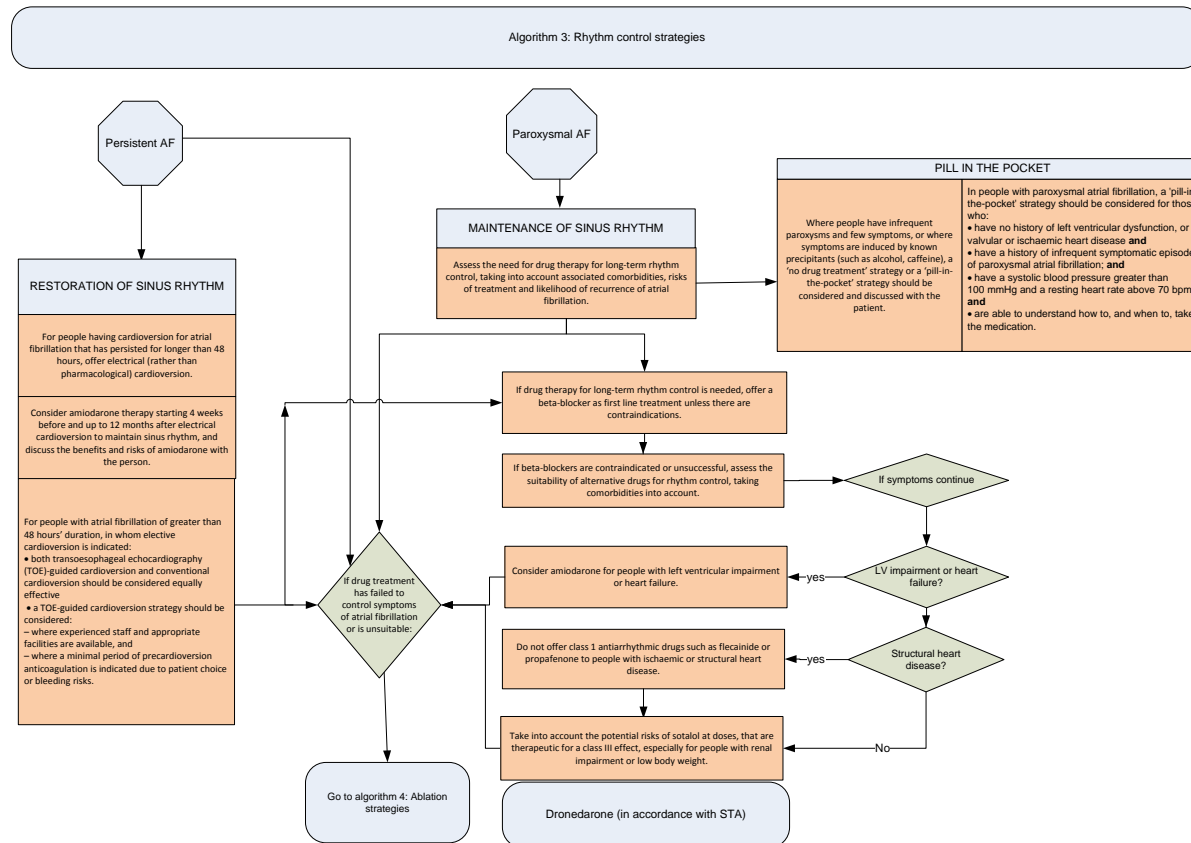 Algorithm 3: Rhythm control strategies
Persistent AF
Paroxysmal AF
PILL IN THE POCKET
Where people have infrequent
paroxysms and few symptoms, or where
symptoms are induced by known
precipitants (such as alcohol, caffeine), a
‘no drug treatment’ strategy or a ‘pill-in-
the-pocket’ strategy should be
considered and discussed with the
patient.
In people with paroxysmal atrial fibrillation, a 'pill-in
the-pocket' strategy should be considered for those
who:
• have no history of left ventricular dysfunction, or
valvular or ischaemic heart disease and
• have a history of infrequent symptomatic episode
of paroxysmal atrial fibrillation; and
• have a systolic blood pressure greater than
100 mmHg and a resting heart rate above 70 bpm
and
• are able to understand how to, and when to, take
the medication.
MAINTENANCE OF SINUS RHYTHM
Assess the need for drug therapy for long-term rhythm
control, taking into account associated comorbidities, risks
of treatment and likelihood of recurrence of atrial
fibrillation.
RESTORATION OF SINUS RHYTHM
For people having cardioversion for atrial
fibrillation that has persisted for longer than 48
hours, offer electrical (rather than
pharmacological) cardioversion.
Consider amiodarone therapy starting 4 weeks
before and up to 12 months after electrical
cardioversion to maintain sinus rhythm, and
discuss the benefits and risks of amiodarone with
the person.
For people with atrial fibrillation of greater than
48 hours’ duration, in whom elective
cardioversion is indicated:
• both transoesophageal echocardiography
(TOE)-guided cardioversion and conventional
cardioversion should be considered equally
effective
• a TOE-guided cardioversion strategy should be
considered:
– where experienced staff and appropriate
facilities are available, and
– where a minimal period of precardioversion
anticoagulation is indicated due to patient choice
or bleeding risks.
If drug therapy for long-term rhythm control is needed, offer
a beta-blocker as first line treatment unless there are
contraindications.
If beta-blockers are contraindicated or unsuccessful, assess the
suitability of alternative drugs for rhythm control, taking
comorbidities into account.
If symptoms continue
If drug treatment
has failed to
control symptoms
of atrial fibrillation
or is unsuitable:
Consider amiodarone for people with left ventricular impairment
or heart failure.
yes
LV impairment or heart
failure?
Do not offer class 1 antiarrhythmic drugs such as flecainide or
propafenone to people with ischaemic or structural heart
disease.
yes
Structural heart
disease?
Take into account the potential risks of sotalol at doses, that are
therapeutic for a class III effect, especially for people with renal
impairment or low body weight.
No
Go to algorithm 4: Ablation
strategies
Dronedarone (in accordance with STA)